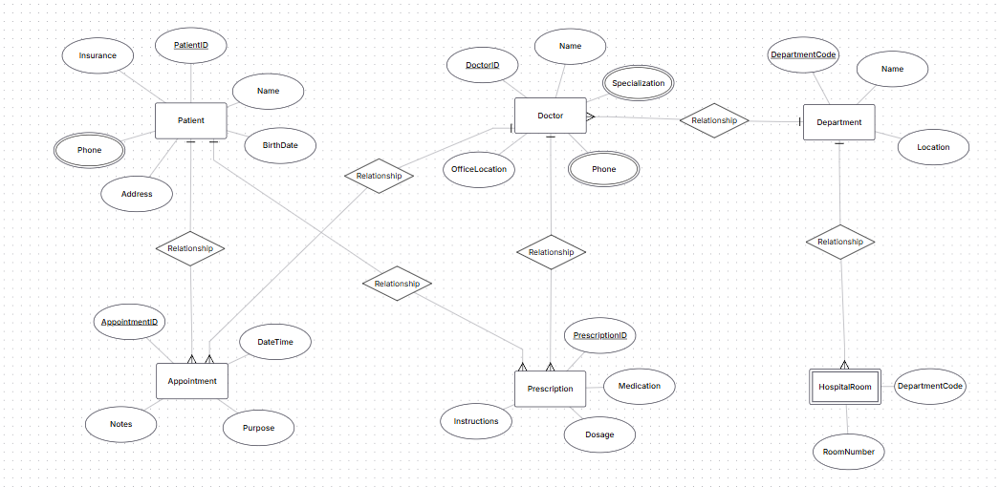 PatientID
Insurance
Name
Patient
Phone
BirthDate
Address
Relationship
AppointmentID
DateTime
Appointment
Notes
Purpose
Name
DoctorID
Specialization
Doctor
OfficeLocation
Phone
Relationship
Relationship
Relationship
PrescriptionID
Medication
Prescription
Instructions
Dosage
Relationship
DepartmentCode
Name
Department
Location
Relationship
HospitalRoom
DepartmentCode
RoomNumber